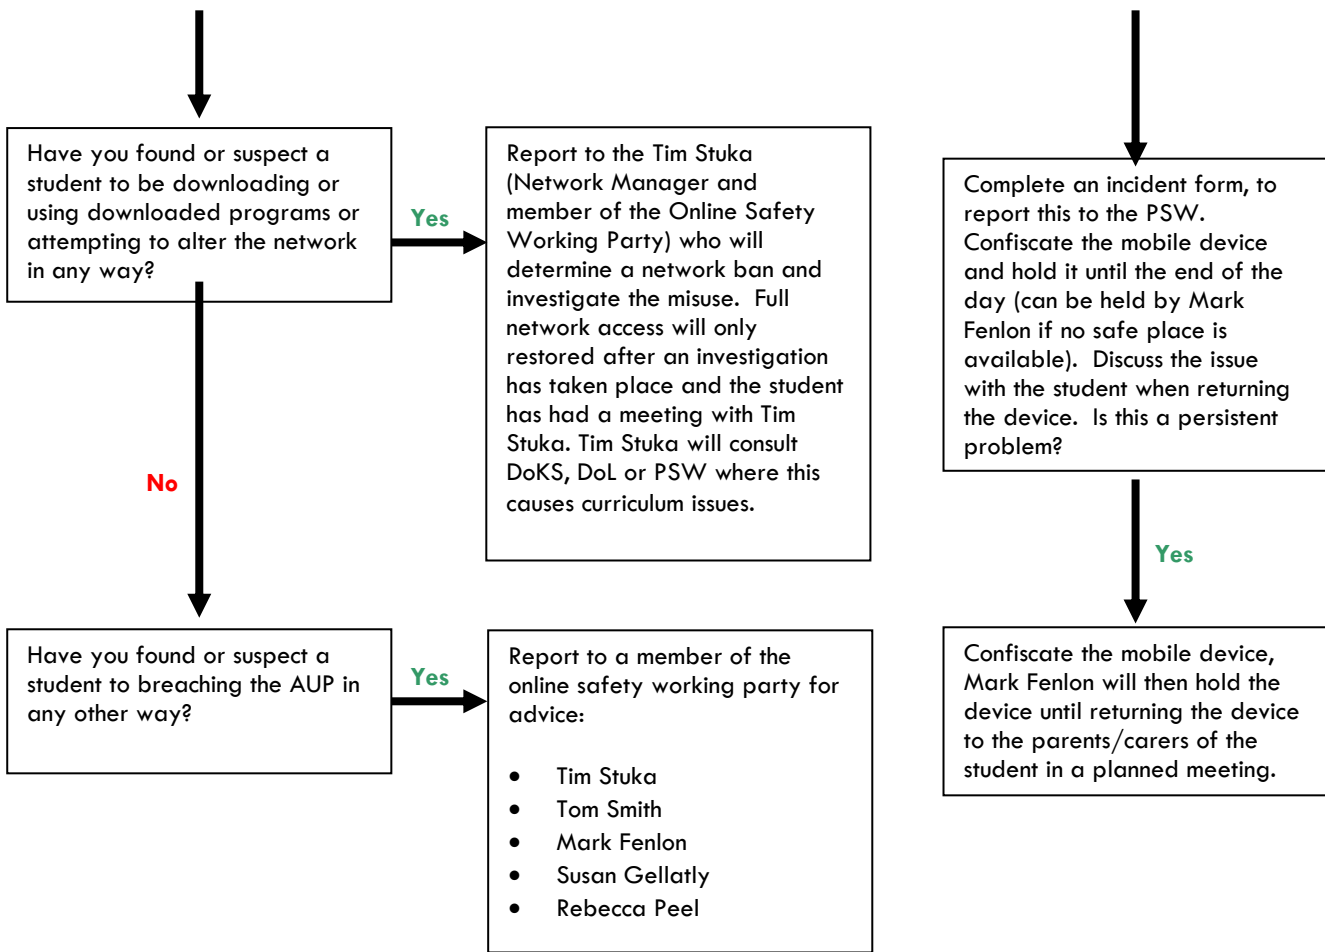 Have you found or suspect a
student to be downloading or
using downloaded programs or
attempting to alter the network
in any way?
Yes
Report to the Tim Stuka
(Network Manager and
member of the Online Safety
Working Party) who will
determine a network ban and
investigate the misuse.  Full
network access will only
restored after an investigation
has taken place and the student
has had a meeting with Tim
Stuka. Tim Stuka will consult
DoKS, DoL or PSW where this
causes curriculum issues.
Complete an incident form, to
report this to the PSW.
Confiscate the mobile device
and hold it until the end of the
day (can be held by Mark
Fenlon if no safe place is
available).  Discuss the issue
with the student when returning
the device.  Is this a persistent
problem?
No
Yes
Have you found or suspect a
student to breaching the AUP in
any other way?
Yes
Report to a member of the
online safety working party for
advice:
• Tim Stuka
• Tom Smith
• Mark Fenlon
• Susan Gellatly
• Rebecca Peel
Confiscate the mobile device,
Mark Fenlon will then hold the
device until returning the device
to the parents/carers of the
student in a planned meeting.